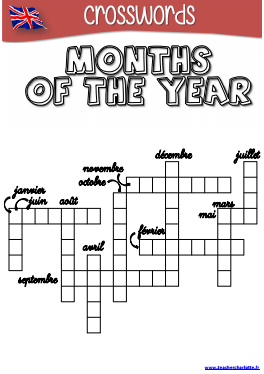 CROSSWORDS
MONTHS
OF THE YEAR
décembre juillet
novembre
octobre
janvier
juin août
mars
mai
février
avril
septembre
www.teachercharlotte.fr